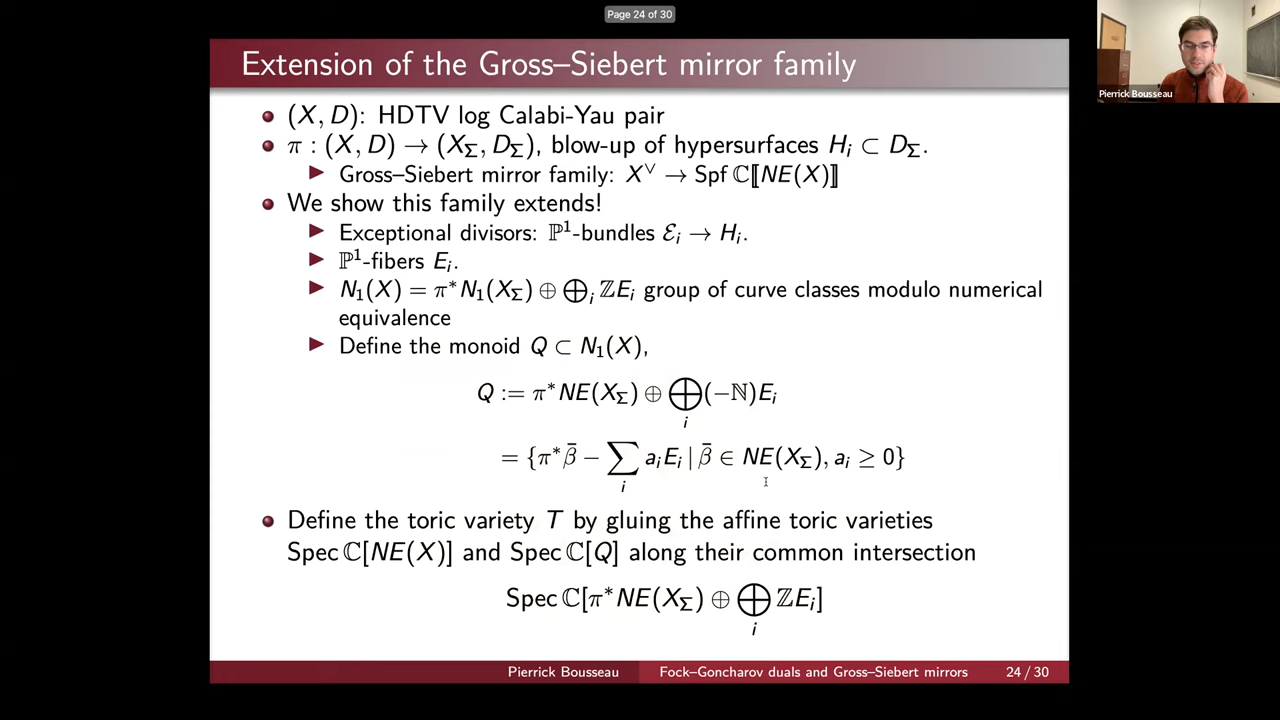 Page 24 of 30
Pierrick Bousseau
Extension of the Gross–Siebert mirror family
(X, D): HDTV log Calabi-Yau pair
π : (X, D) → (X_Σ, D_Σ), blow-up of hypersurfaces H_i ⊂ D_Σ.
Gross–Siebert mirror family: X^∨ → Spf ℂ⟦NE(X)⟧
We show this family extends!
Exceptional divisors: ℙ¹-bundles ℰ_i → H_i.
ℙ¹-fibers E_i.
N₁(X) = π*N₁(X_Σ) ⊕ ⨁_i ℤE_i group of curve classes modulo numerical
equivalence
Define the monoid Q ⊂ N₁(X),
Q := π*NE(X_Σ) ⊕ ⨁_i (−ℕ)E_i
= {π*β̄ − ∑_i a_i E_i | β̄ ∈ NE(X_Σ), a_i ≥ 0}
Define the toric variety T by gluing the affine toric varieties
Spec ℂ[NE(X)] and Spec ℂ[Q] along their common intersection
Spec ℂ[π*NE(X_Σ) ⊕ ⨁_i ℤE_i]
Pierrick Bousseau Fock–Goncharov duals and Gross–Siebert mirrors 24 / 30